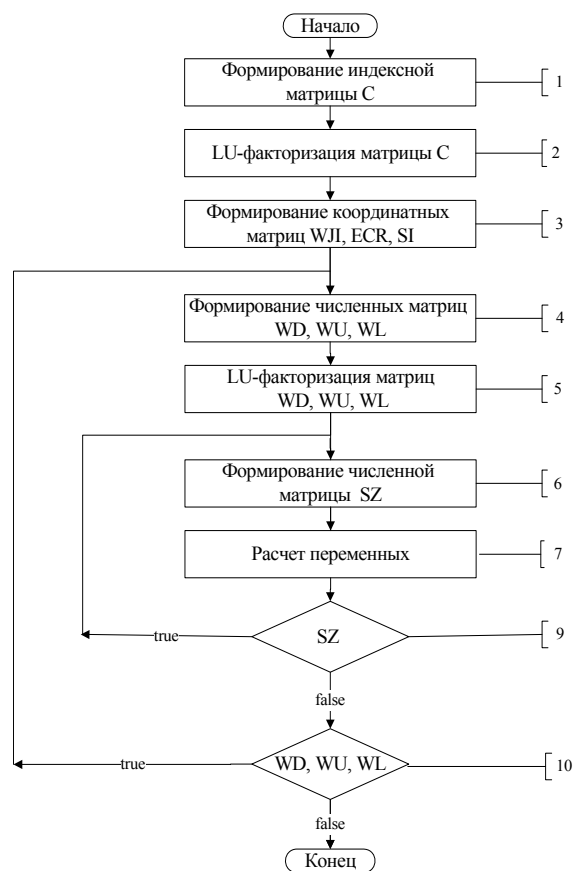 Начало
Формирование индексной
матрицы С
1
LU-факторизация матрицы С
2
Формирование координатных
матриц WJI, ECR, SI
3
Формирование численных матриц
WD, WU, WL
4
LU-факторизация матриц
WD, WU, WL
5
Формирование численной
матрицы SZ
6
Расчет переменных
7
true
SZ
9
false
true
WD, WU, WL
10
false
Конец